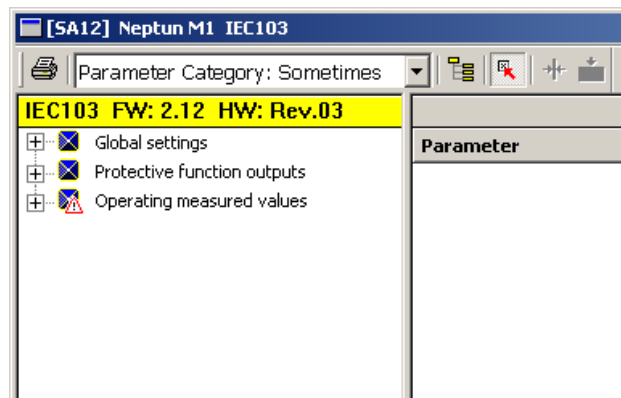 [SA12] Neptun M1 IEC103
Parameter Category: Sometimes
IEC103 FW: 2.12 HW: Rev.03
Global settings
Protective function outputs
Operating measured values
Parameter